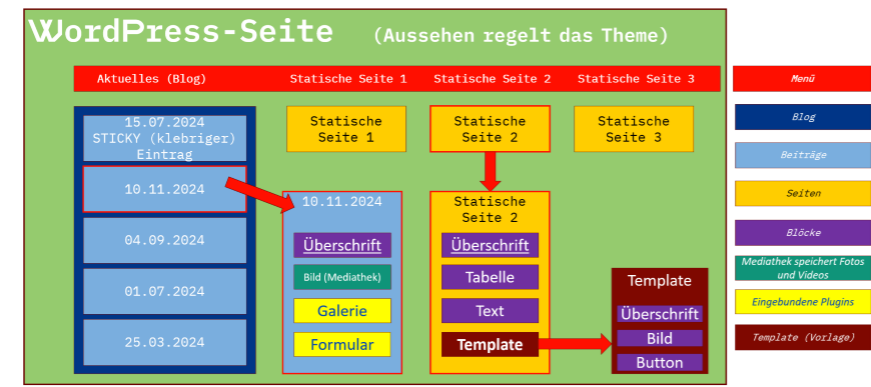 WordPress-Seite (Aussehen regelt das Theme)
Aktuelles (Blog) Statische Seite 1 Statische Seite 2 Statische Seite 3
15.07.2024
STICKY (klebriger)
Eintrag
10.11.2024
04.09.2024
01.07.2024
25.03.2024
Statische
Seite 1
Statische
Seite 2
Statische
Seite 3
10.11.2024
Überschrift
Bild (Mediathek)
Galerie
Formular
Statische
Seite 2
Überschrift
Tabelle
Text
Template
Template
Überschrift
Bild
Button
Menü
Blog
Beiträge
Seiten
Blöcke
Mediathek speichert Fotos
und Videos
Eingebundene Plugins
Template (Vorlage)